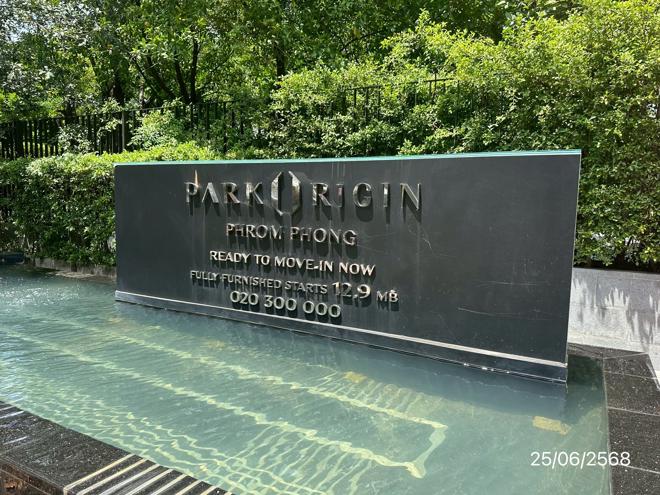 PARK ORIGIN
PHROM PHONG
READY TO MOVE-IN NOW
FULLY FURNISHED STARTS 12.9 MB
020 300 000
25/06/2568